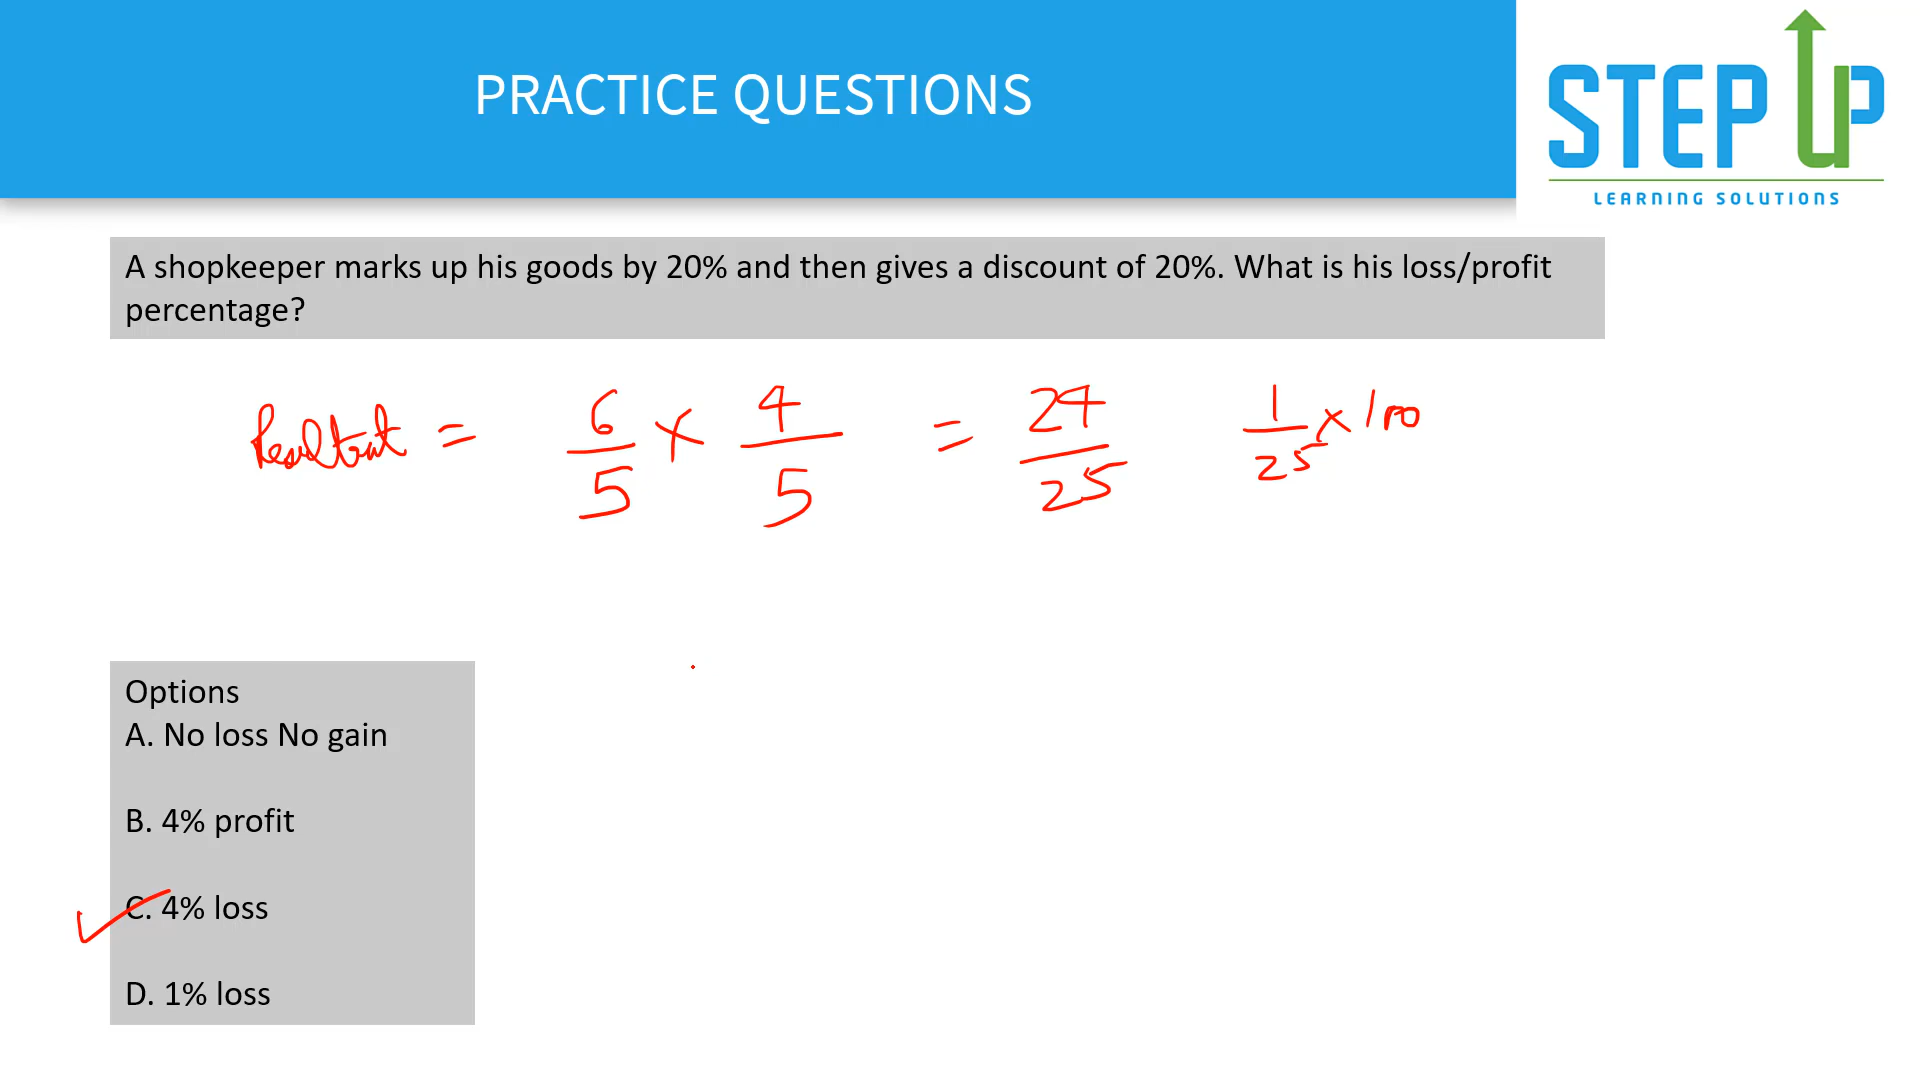 PRACTICE QUESTIONS
STEP UP
LEARNING SOLUTIONS
A shopkeeper marks up his goods by 20% and then gives a discount of 20%. What is his loss/profit
percentage?
= 6/5 × 4/5 = 24/25 1/25 × 100
Options
A. No loss No gain
B. 4% profit
C. 4% loss
D. 1% loss